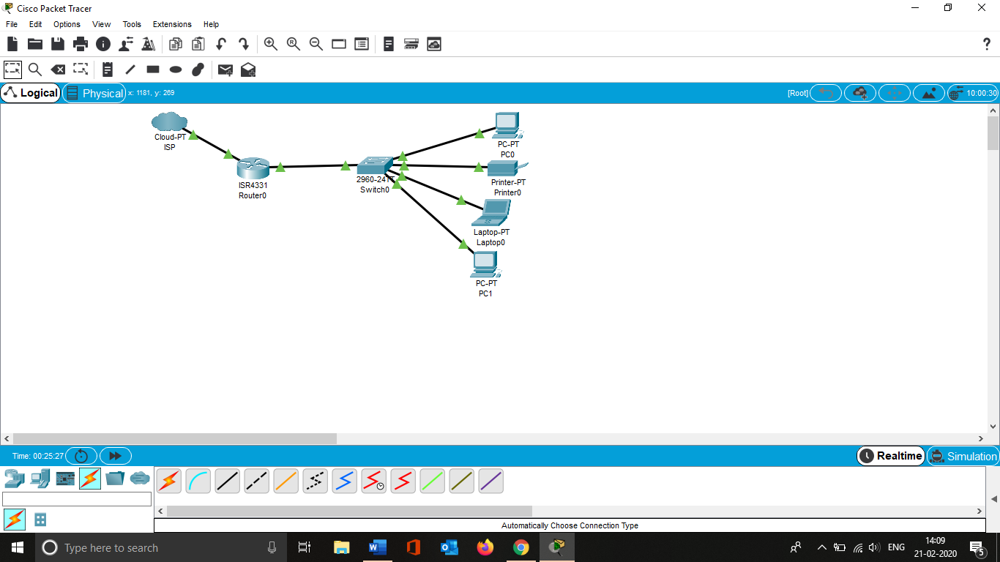 Cisco Packet Tracer
File Edit Options View Tools Extensions Help
Logical Physical x: 1181, y: 269 [Root] 10:00:30
Cloud-PT
ISP
ISR4331
Router0
2960-24TT
Switch0
PC-PT
PC0
Printer-PT
Printer0
Laptop-PT
Laptop0
PC-PT
PC1
Time: 00:25:27 Realtime Simulation
Automatically Choose Connection Type
Type here to search
ENG
14:09
21-02-2020
5